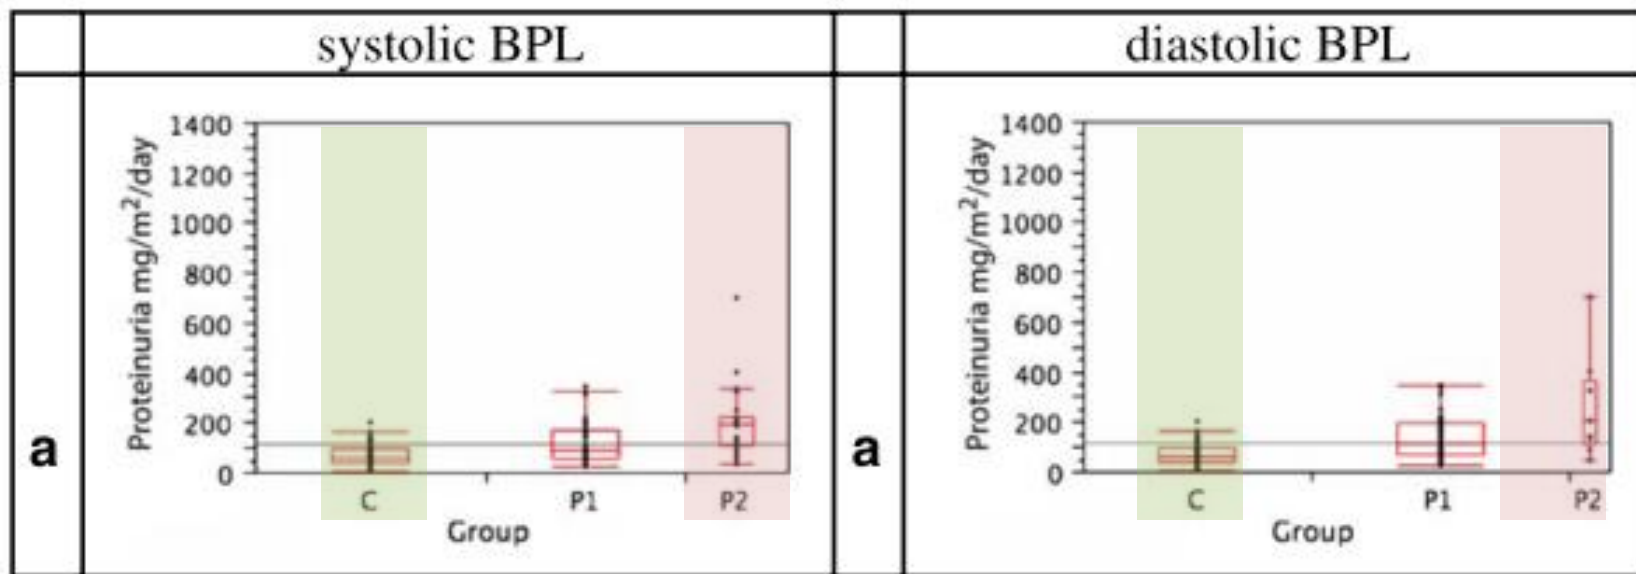 systolic BPL
diastolic BPL
a
Proteinuria mg/m²/day
1400
1200
1000
800
600
400
200
0
C P1 P2
Group
a
Proteinuria mg/m²/day
1400
1200
1000
800
600
400
200
0
C P1 P2
Group